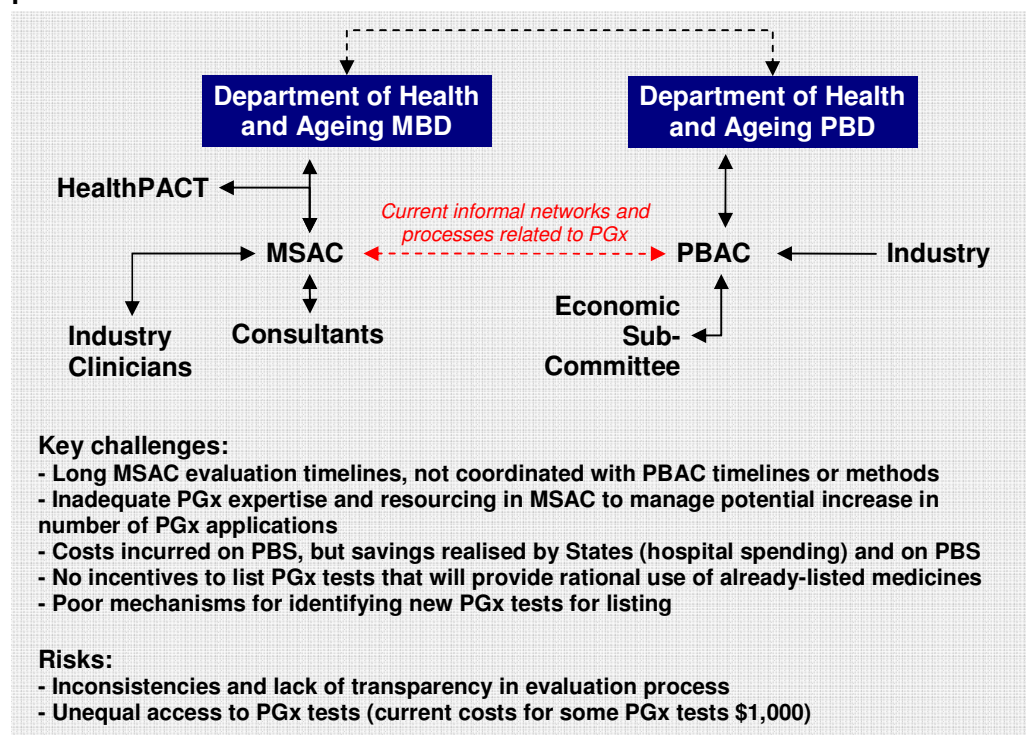 Department of Health
and Ageing MBD
Department of Health
and Ageing PBD
HealthPACT
Current informal networks and
processes related to PGx
MSAC
PBAC
Industry
Industry
Clinicians
Consultants
Economic
Sub-
Committee
Key challenges:
- Long MSAC evaluation timelines, not coordinated with PBAC timelines or methods
- Inadequate PGx expertise and resourcing in MSAC to manage potential increase in
number of PGx applications
- Costs incurred on PBS, but savings realised by States (hospital spending) and on PBS
- No incentives to list PGx tests that will provide rational use of already-listed medicines
- Poor mechanisms for identifying new PGx tests for listing
Risks:
- Inconsistencies and lack of transparency in evaluation process
- Unequal access to PGx tests (current costs for some PGx tests $1,000)